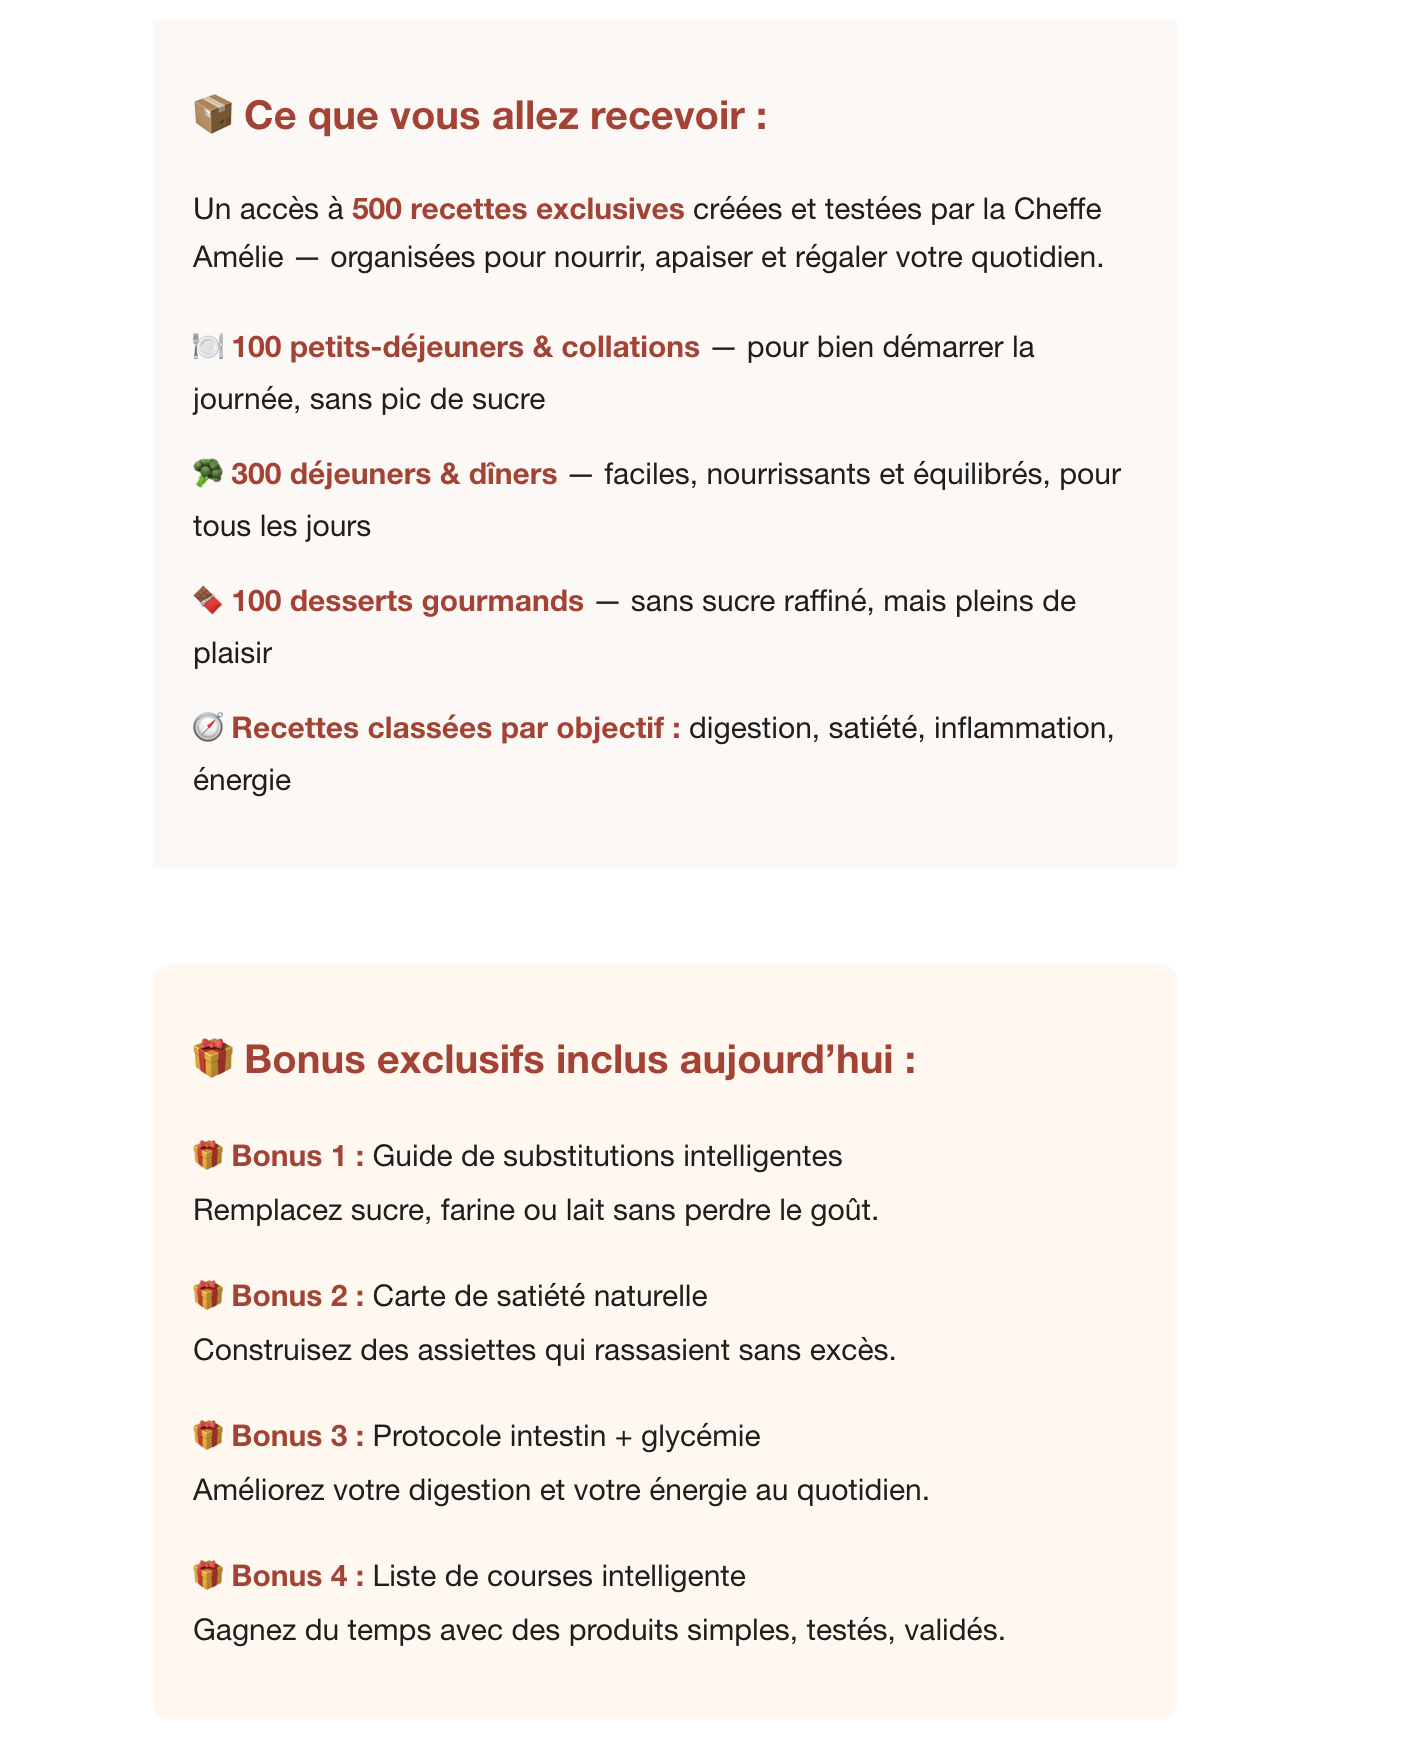 📦 Ce que vous allez recevoir :
Un accès à 500 recettes exclusives créées et testées par la Cheffe
Amélie — organisées pour nourrir, apaiser et régaler votre quotidien.
🍽️ 100 petits-déjeuners & collations — pour bien démarrer la
journée, sans pic de sucre
🥦 300 déjeuners & dîners — faciles, nourrissants et équilibrés, pour
tous les jours
🍫 100 desserts gourmands — sans sucre raffiné, mais pleins de
plaisir
🧭 Recettes classées par objectif : digestion, satiété, inflammation,
énergie
🎁 Bonus exclusifs inclus aujourd’hui :
🎁 Bonus 1 : Guide de substitutions intelligentes
Remplacez sucre, farine ou lait sans perdre le goût.
🎁 Bonus 2 : Carte de satiété naturelle
Construisez des assiettes qui rassasient sans excès.
🎁 Bonus 3 : Protocole intestin + glycémie
Améliorez votre digestion et votre énergie au quotidien.
🎁 Bonus 4 : Liste de courses intelligente
Gagnez du temps avec des produits simples, testés, validés.